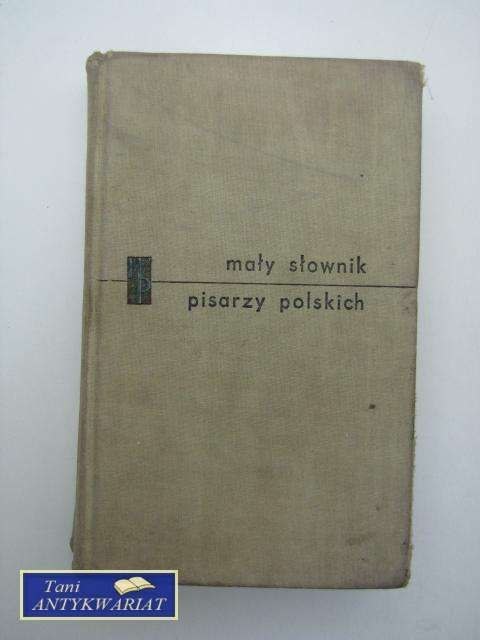 mały słownik
pisarzy polskich
Tani
ANTYKWARIAT